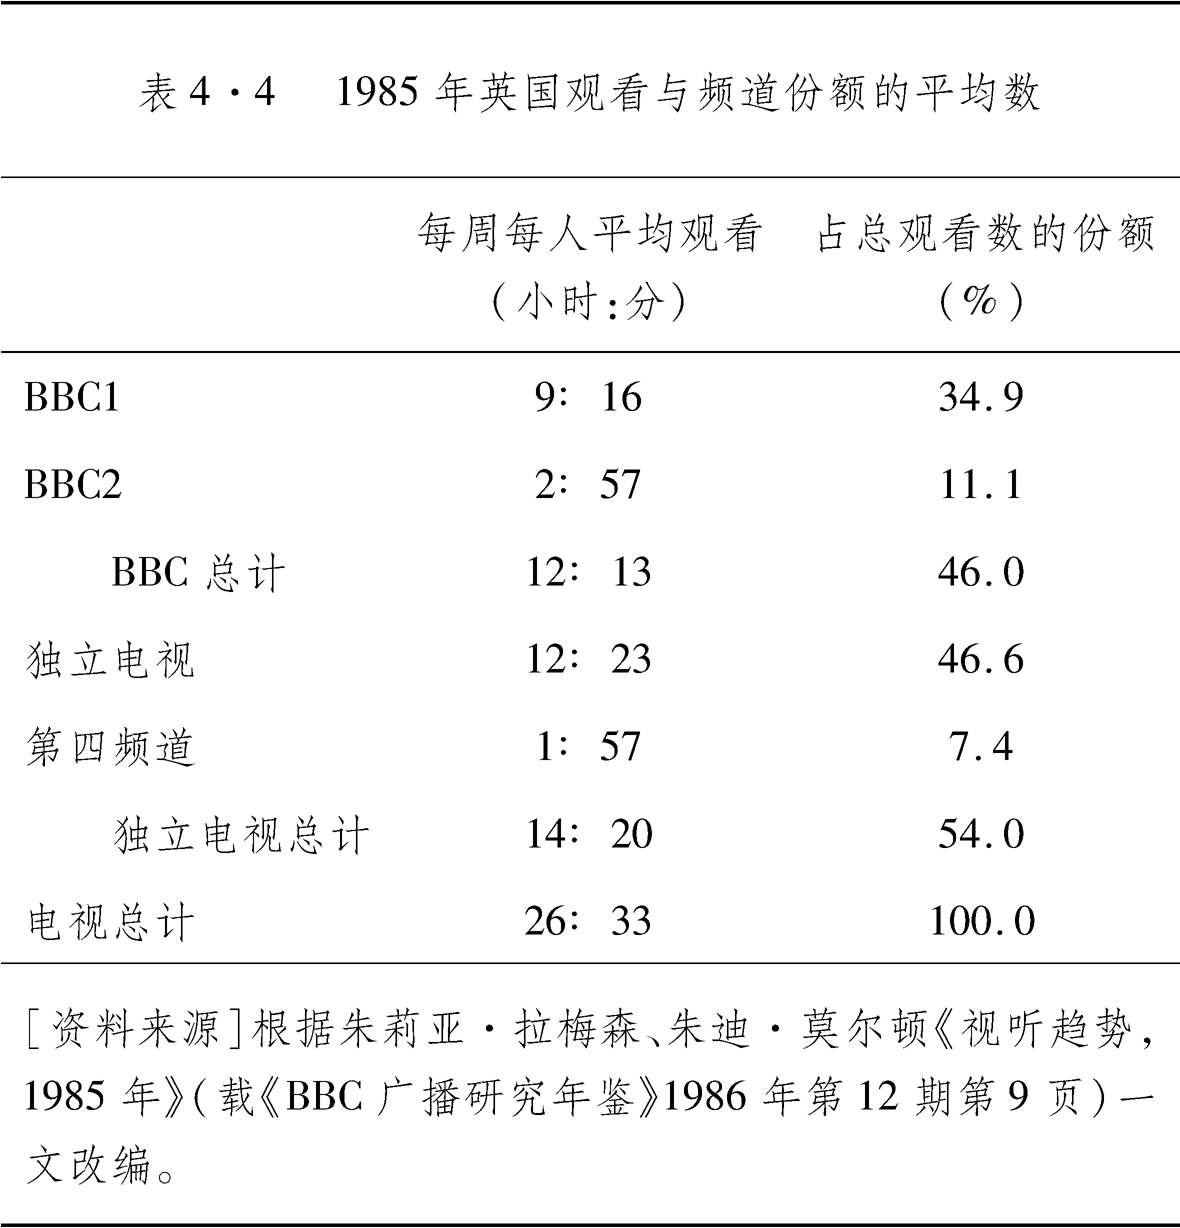 表4·4 1985年英国观看与频道份额的平均数
每周每人平均观看 占总观看数的份额
(小时:分) (%)
BBC1 9: 16 34.9
BBC2 2: 57 11.1
BBC总计 12: 13 46.0
独立电视 12: 23 46.6
第四频道 1: 57 7.4
独立电视总计 14: 20 54.0
电视总计 26: 33 100.0
[资料来源]根据朱莉亚·拉梅森、朱迪·莫尔顿《视听趋势,
1985年》(载《BBC广播研究年鉴》1986年第12期第9页)一
文改编。